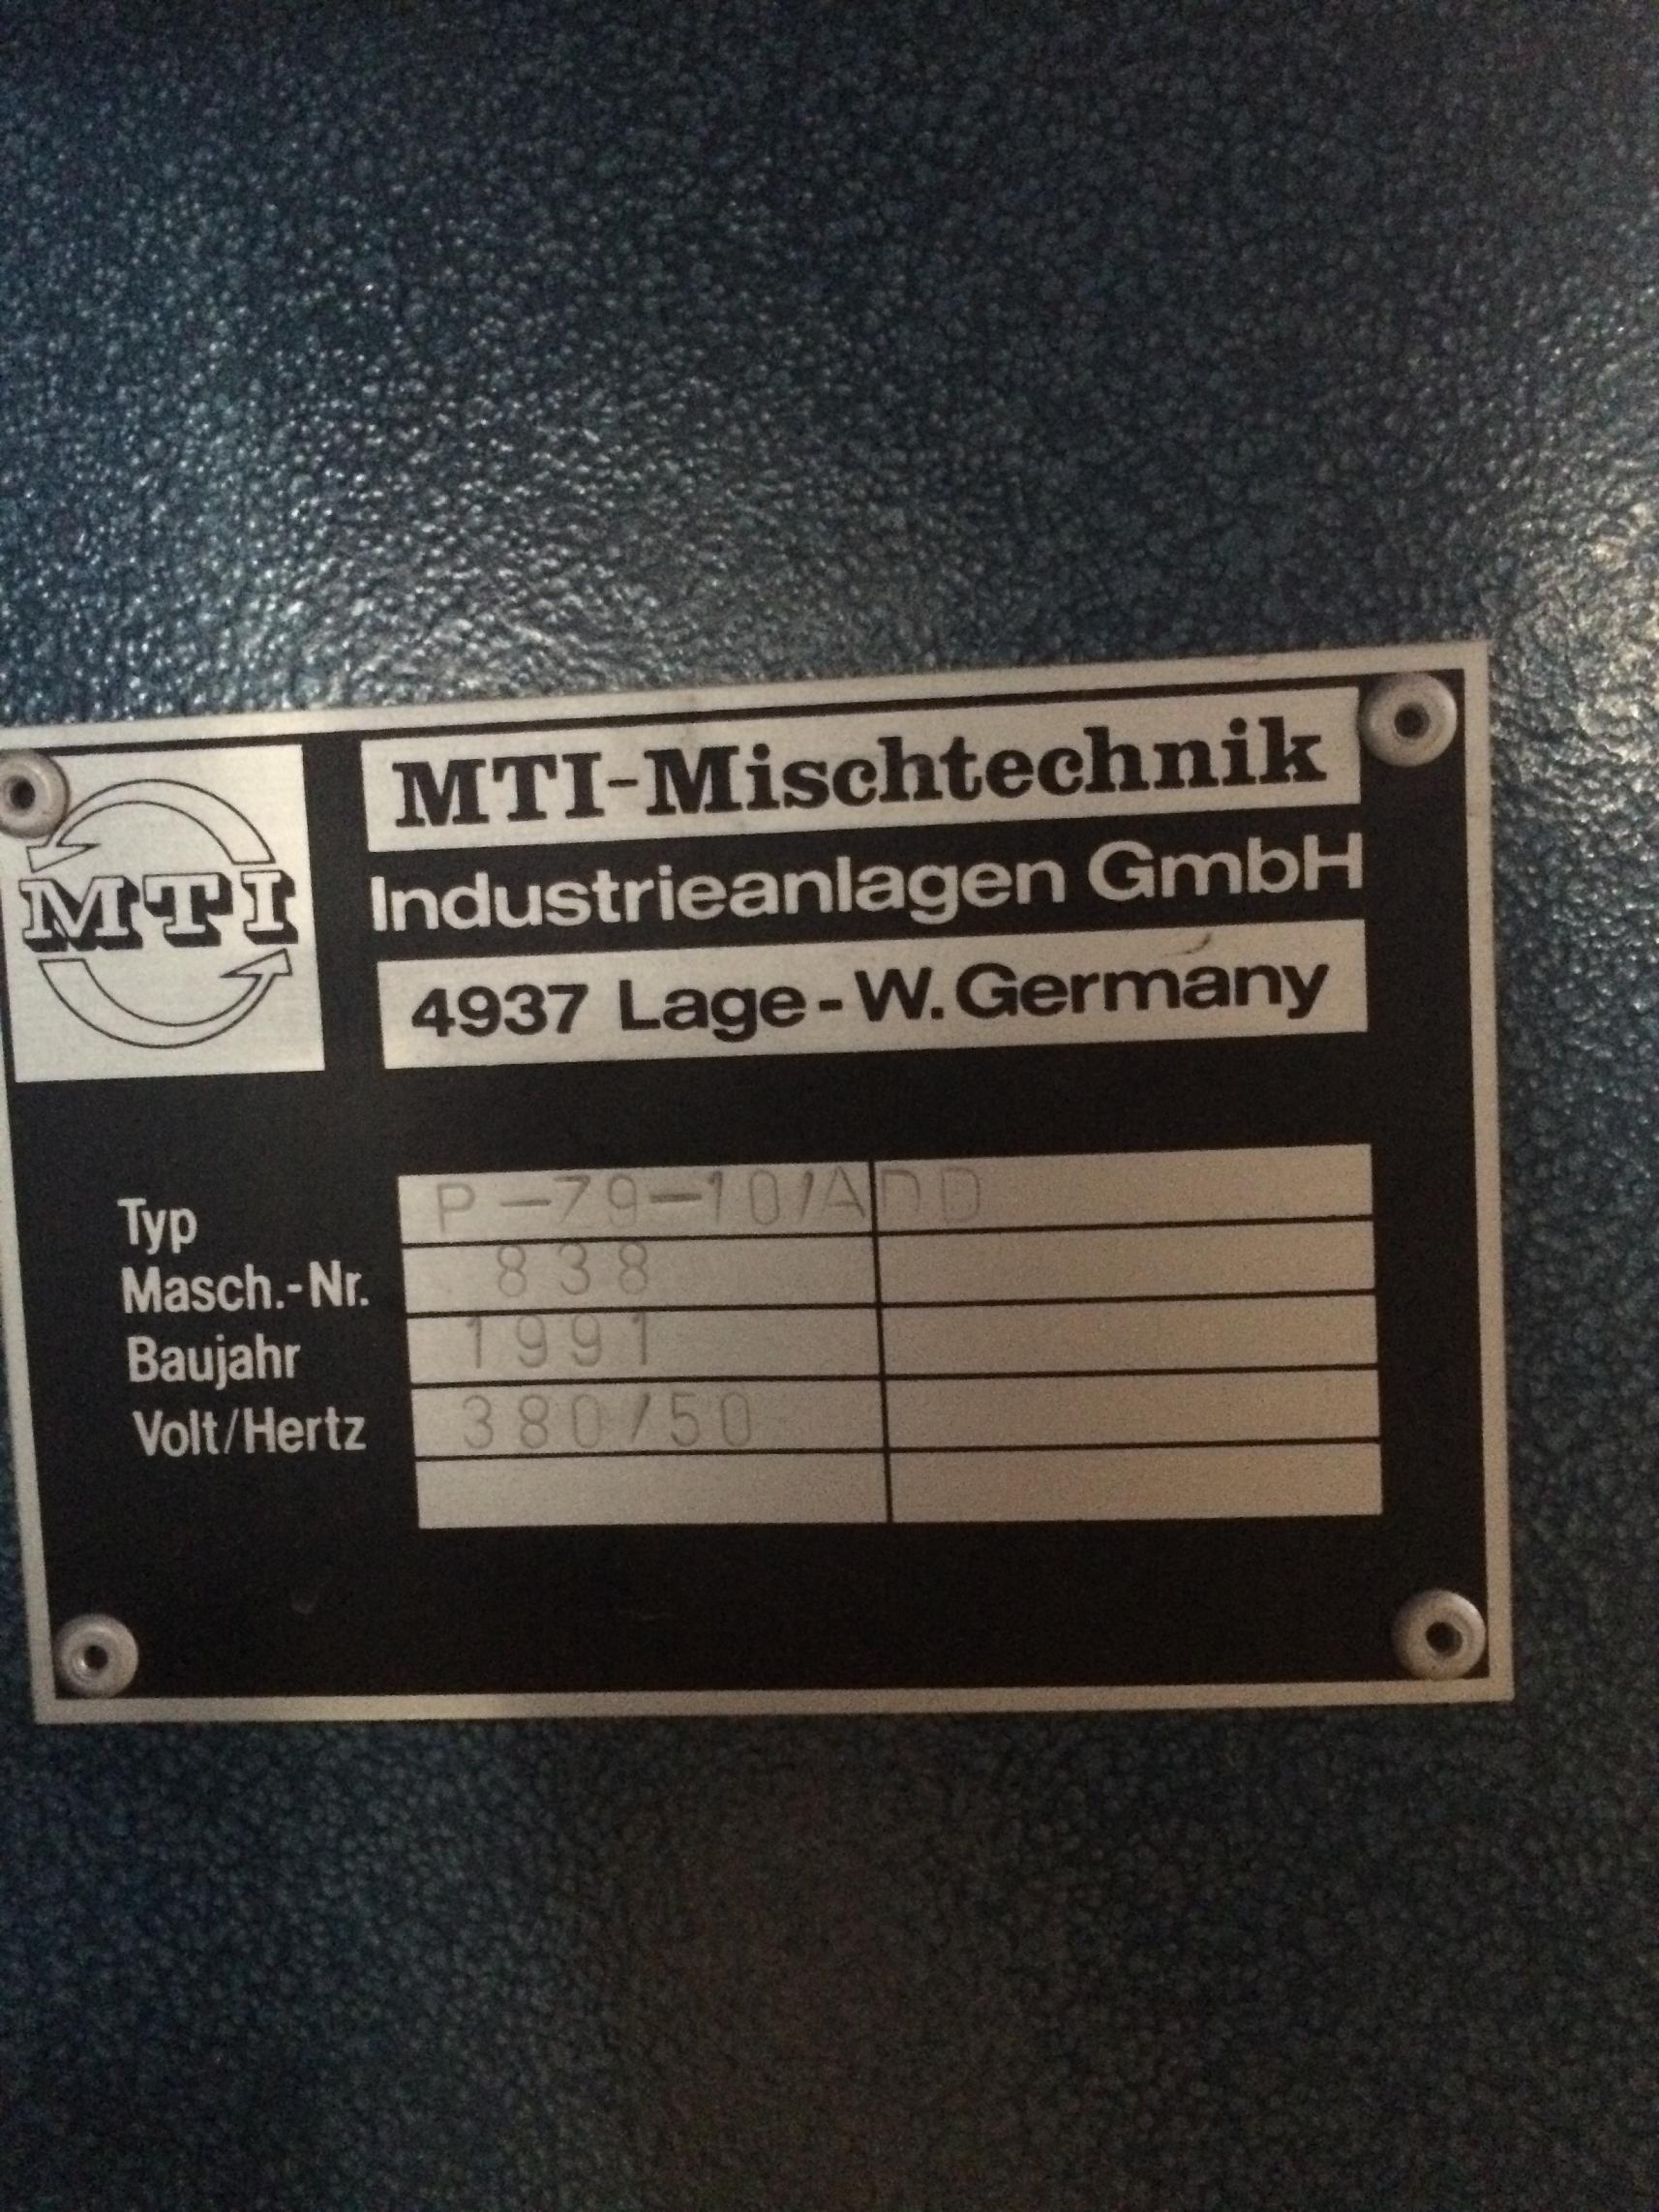 MTI
MTI-Mischtechnik
Industrieanlagen GmbH
4937 Lage-W.Germany
Typ P-Z9-10/ADD
Masch.-Nr. 838
Baujahr 1991
Volt/Hertz 380/50